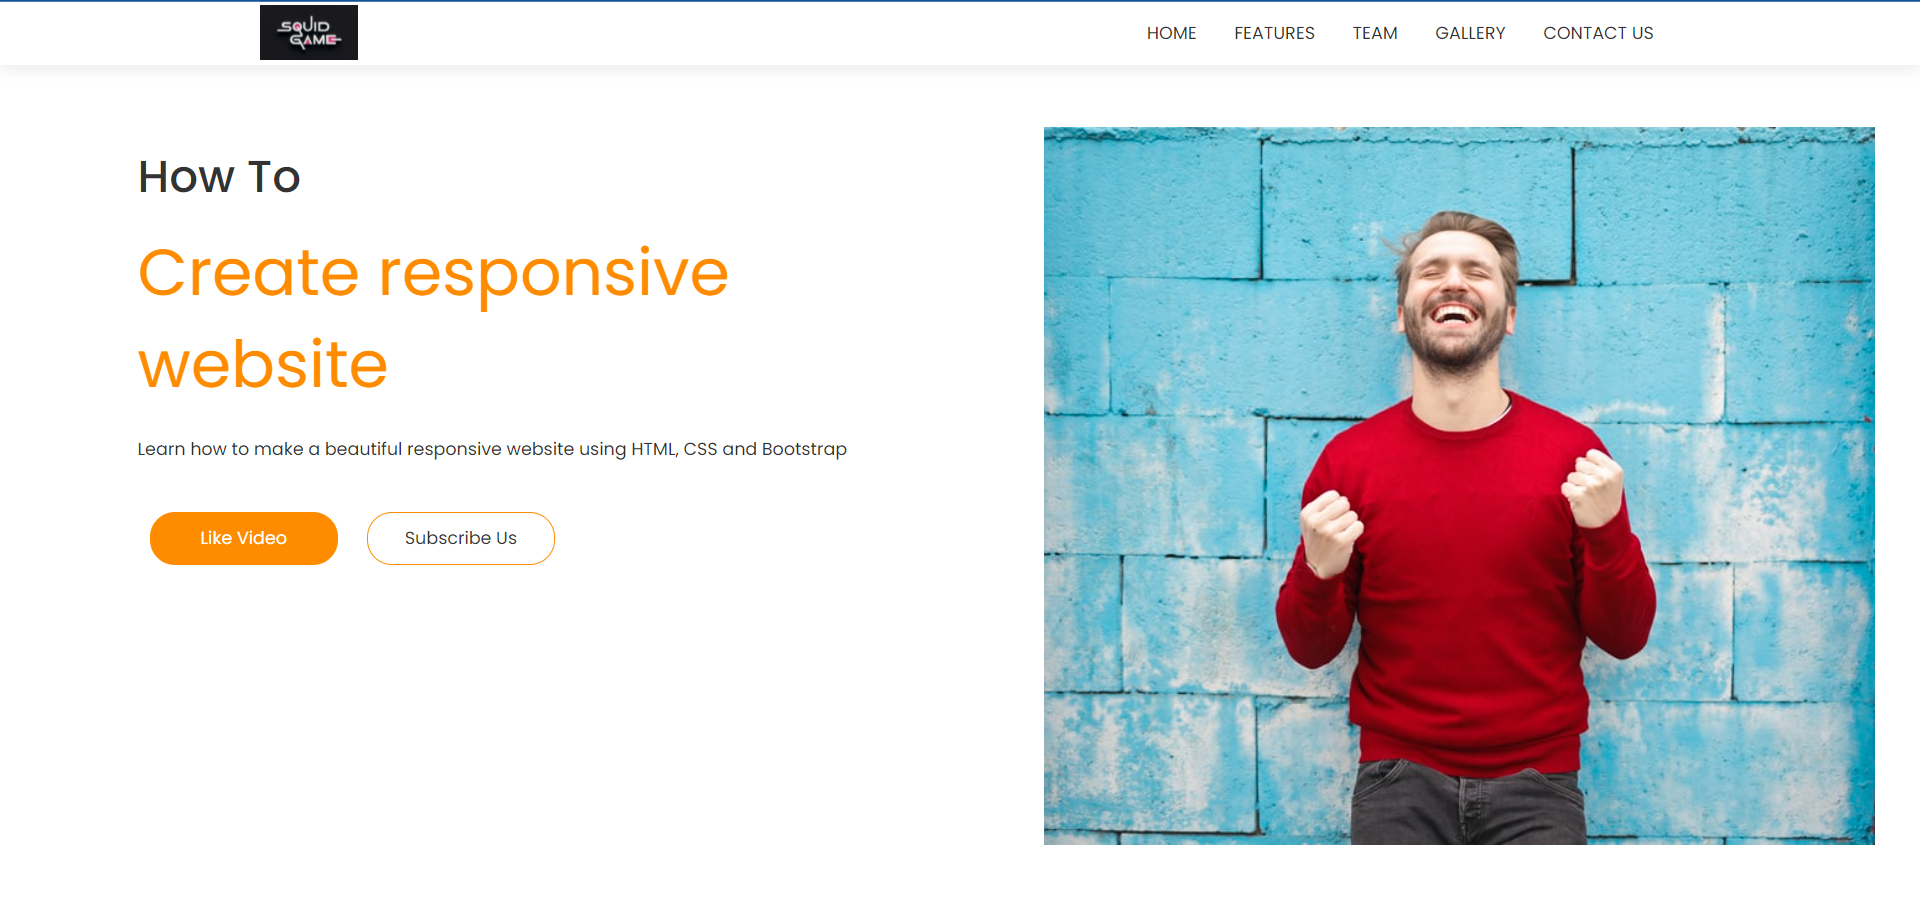 SQUID
GAME
HOME FEATURES TEAM GALLERY CONTACT US
How To
Create responsive
website
Learn how to make a beautiful responsive website using HTML, CSS and Bootstrap
Like Video Subscribe Us